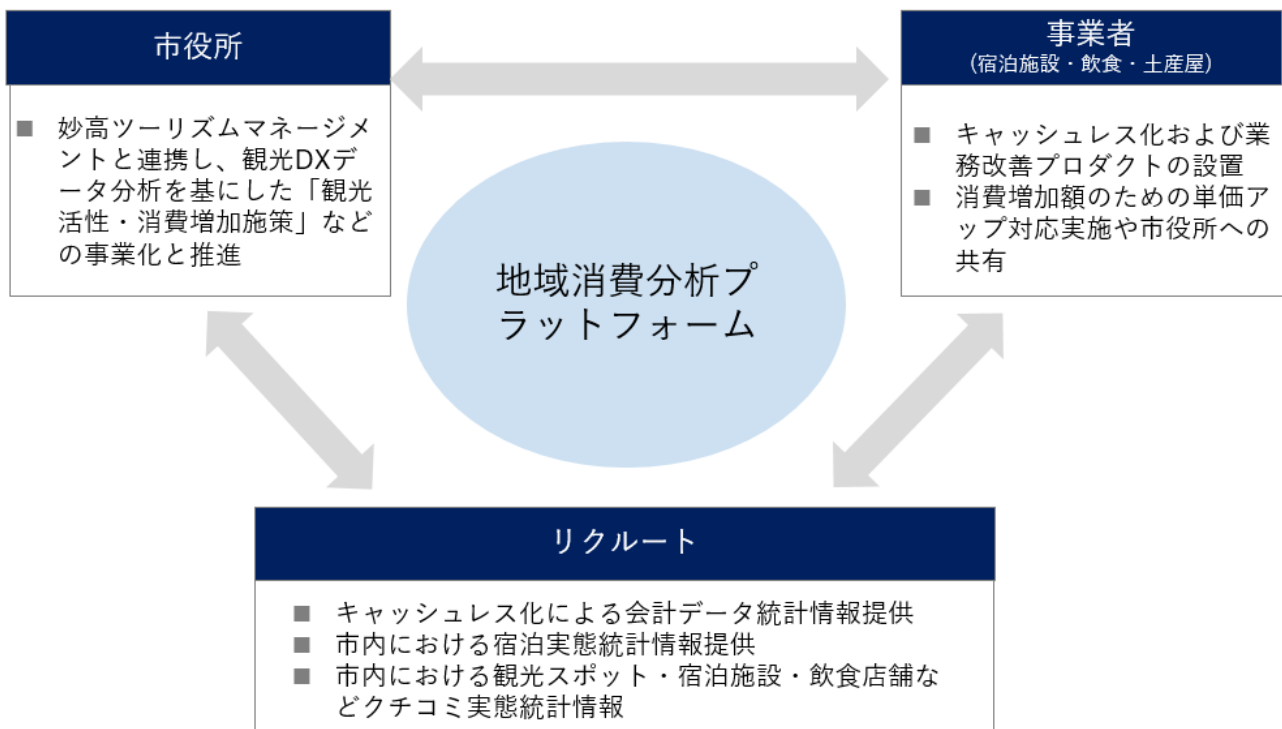 市役所
妙高ツーリズムマネージメ
ントと連携し、観光DXデ
ータ分析を基にした「観光
活性・消費増加施策」など
の事業化と推進
事業者
(宿泊施設・飲食・土産屋)
キャッシュレス化および業
務改善プロダクトの設置
消費増加額のための単価ア
ップ対応実施や市役所への
共有
地域消費分析プ
ラットフォーム
リクルート
キャッシュレス化による会計データ統計情報提供
市内における宿泊実態統計情報提供
市内における観光スポット・宿泊施設・飲食店舗な
どクチコミ実態統計情報